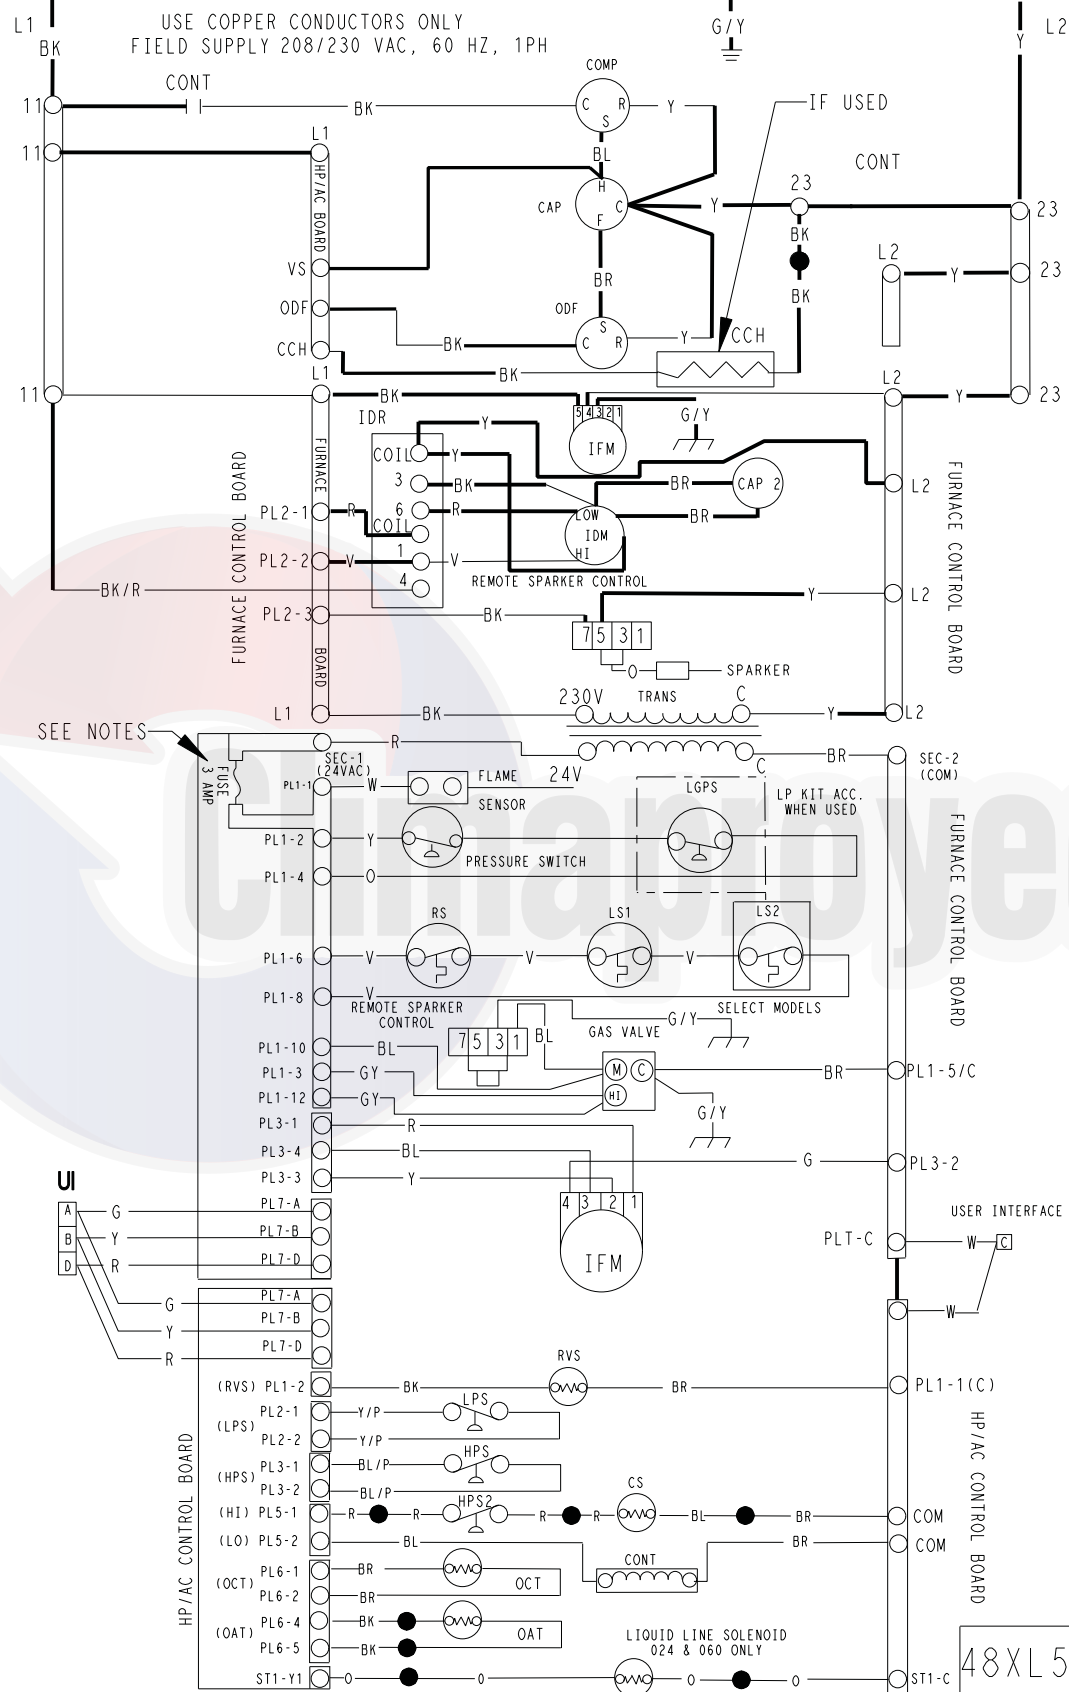 L1
BK
USE COPPER CONDUCTORS ONLY
FIELD SUPPLY 208/230 VAC, 60 HZ, 1PH
G/Y
Y
L2
CONT
COMP
11
BK
C R
S
Y
IF USED
11
L1
BL
CONT
HP/AC BOARD
CAP
H
C
F
Y
23
23
BK
VS
BR
L2
Y
23
ODF
ODF
BK
BK
S
C R
Y
CCH
CCH
BK
11
L1
BK
5 4 3 2 1
L2
Y
23
IDR
IFM
G/Y
COIL
Y
Y
3
BK
BR
CAP 2
L2
FURNACE
FURNACE CONTROL BOARD
FURNACE CONTROL BOARD
PL2-1
R
6
R
COIL
LOW
IDM
HI
BR
PL2-2
V
1
V
BK/R
4
REMOTE SPARKER CONTROL
Y
L2
PL2-3
BK
7 5 3 1
BOARD
O
SPARKER
230V
TRANS
C
L1
BK
Y
L2
SEE NOTES
R
SEC-1
(24VAC)
24V
C
BR
SEC-2
(COM)
FUSE
3 AMP
PL1-1
W
FLAME
SENSOR
LGPS
LP KIT ACC.
WHEN USED
PL1-2
Y
PRESSURE SWITCH
PL1-4
O
FURNACE CONTROL BOARD
Climaproye
RS
LS1
LS2
PL1-6
V
V
V
PL1-8
V
REMOTE SPARKER
CONTROL
SELECT MODELS
7 5 3 1
BL
GAS VALVE
G/Y
PL1-10
BL
PL1-3
GY
M C
HI
BR
PL1-5/C
PL1-12
GY
G/Y
PL3-1
R
PL3-4
BL
G
PL3-2
PL3-3
Y
UI
4 3 2 1
IFM
A
G
PL7-A
B
Y
PL7-B
D
R
PL7-D
USER INTERFACE
PLT-C
W
C
G
PL7-A
Y
PL7-B
R
PL7-D
W
RVS
(RVS) PL1-2
BK
BR
PL1-1(C)
(LPS)
PL2-1
Y/P
LPS
PL2-2
Y/P
(HPS)
PL3-1
BL/P
HPS
PL3-2
BL/P
HP/AC CONTROL BOARD
HP/AC CONTROL BOARD
(HI) PL5-1
R
R
HPS2
R
R
CS
BL
BR
COM
(LO) PL5-2
BL
BR
COM
CONT
(OCT)
PL6-1
BR
OCT
PL6-2
BR
(OAT)
PL6-4
BK
OAT
PL6-5
BK
LIQUID LINE SOLENOID
024 & 060 ONLY
ST1-Y1
O
O
O
O
ST1-C
48XL5